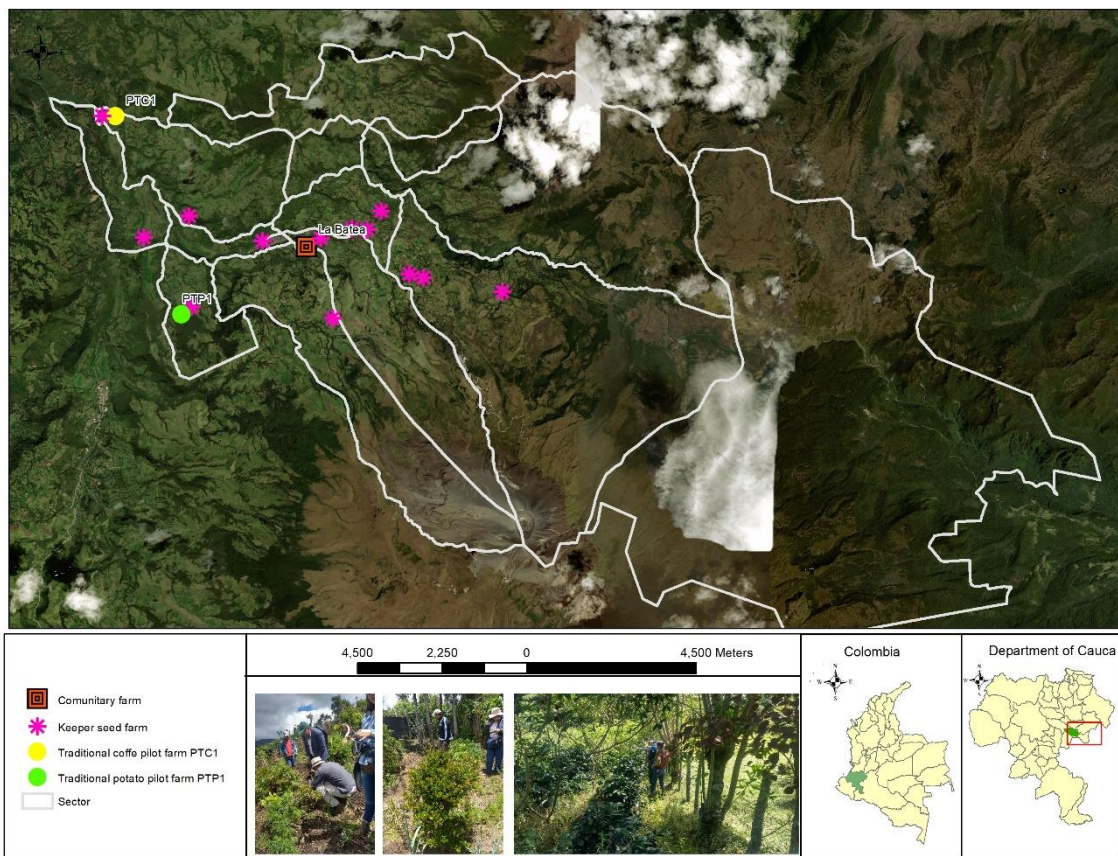 PTC1
La Batea
PTP1
4,500 2,250 0 4,500 Meters
Comunitary farm
Keeper seed farm
Traditional coffe pilot farm PTC1
Traditional potato pilot farm PTP1
Sector
Colombia
N
W E
S
Department of Cauca
N
W E
S